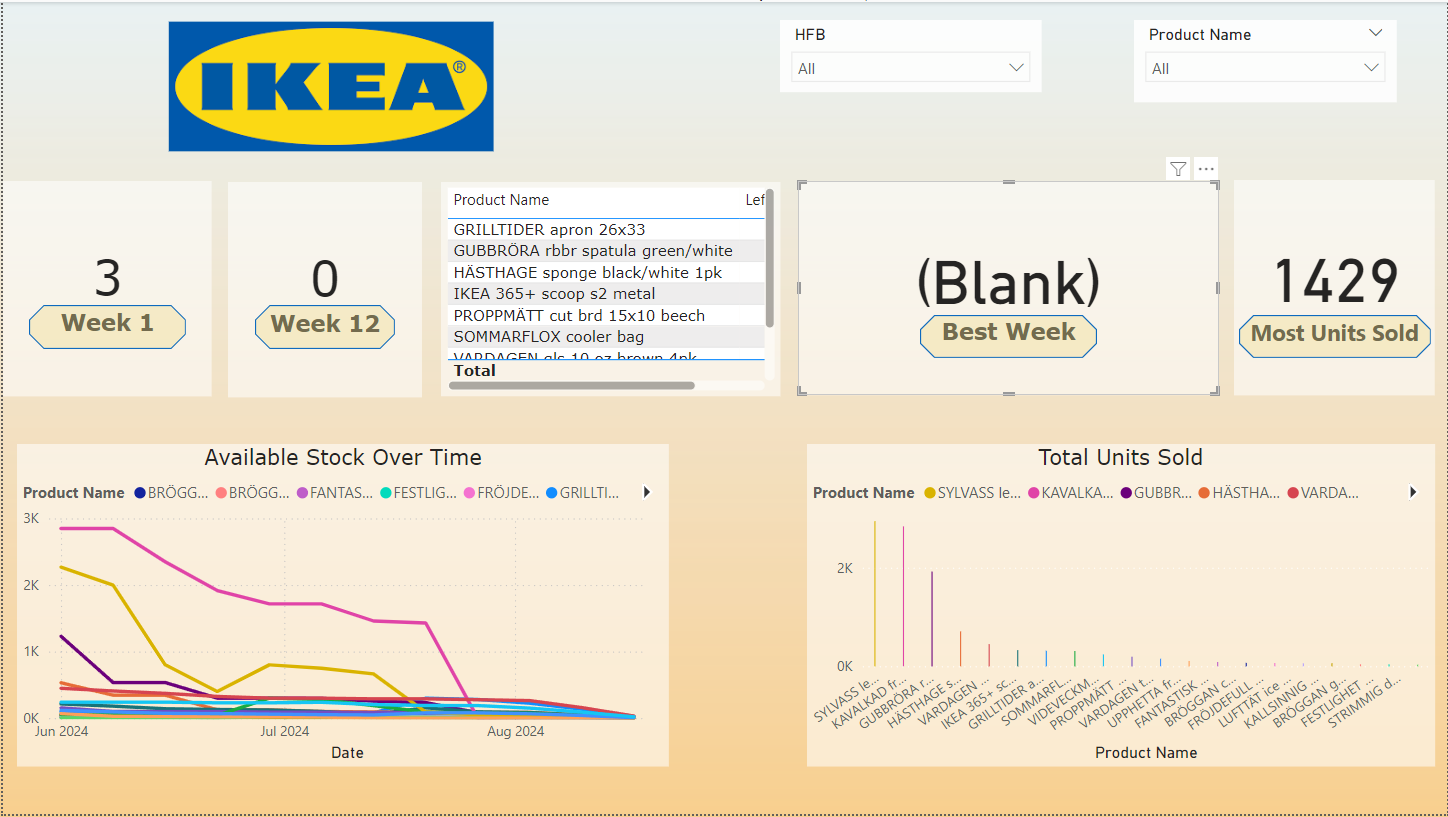 IKEA®
HFB
All
Product Name
All
3
Week 1
0
Week 12
Product Name Lef
GRILLTIDER apron 26x33
GUBBRÖRA rbbr spatula green/white
HÄSTHAGE sponge black/white 1pk
IKEA 365+ scoop s2 metal
PROPPMÄTT cut brd 15x10 beech
SOMMARFLOX cooler bag
VARDAGEN gls 10 oz brown 4pk
Total
(Blank)
Best Week
1429
Most Units Sold
Available Stock Over Time
Product Name BRÖGG... BRÖGG... FANTAS... FESTLIG... FRÖJDE... GRILLTI...
3K
2K
1K
0K
Jun 2024 Jul 2024 Aug 2024
Date
Total Units Sold
Product Name SYLVASS le... KAVALKA... GUBBR... HÄSTHA... VARDA...
2K
0K
SYLVASS le...
KAVALKAD fr...
GUBBRÖRA r...
HÄSTHAGE s...
VARDAGEN ...
IKEA 365+ sc...
GRILLTIDER a...
SOMMARFL...
VIDEVECKM...
PROPPMÄTT ...
VARDAGEN t...
UPPHETTA fr...
FANTASTISK ...
BRÖGGAN c...
FRÖJDEFULL ...
LUFTTÄT ice ...
KALLSINNIG ...
BRÖGGAN g...
FESTLIGHET ...
STRIMMIG d...
Product Name